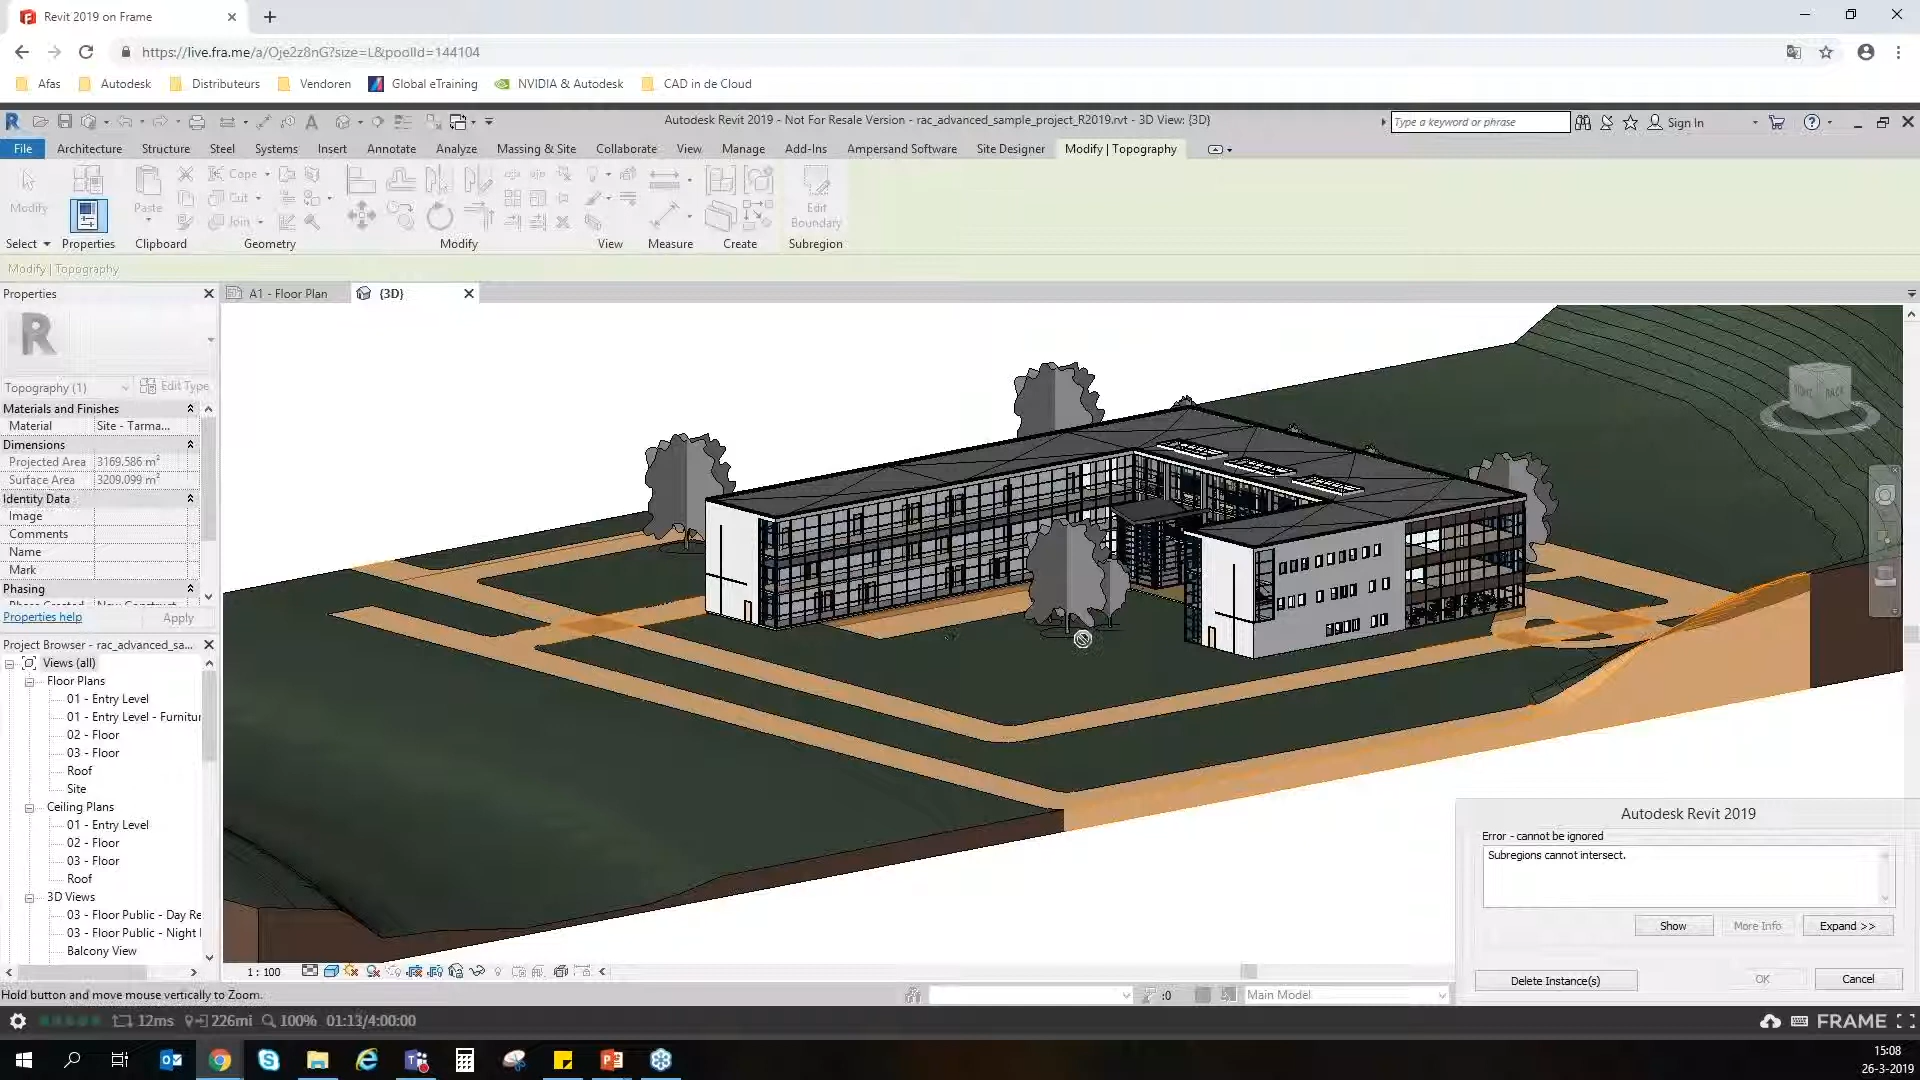 Revit 2019 on Frame
https://live.fra.me/a/Oje2z8nG?size=L&poolId=144104
Afas
Autodesk
Distributeurs
Vendoren
Global eTraining
NVIDIA & Autodesk
CAD in de Cloud
Autodesk Revit 2019 - Not For Resale Version - rac_advanced_sample_project_R2019.rvt - 3D View: {3D}
Type a keyword or phrase
Sign In
File
Architecture
Structure
Steel
Systems
Insert
Annotate
Analyze
Massing & Site
Collaborate
View
Manage
Add-Ins
Ampersand Software
Site Designer
Modify | Topography
Modify
Paste
Cope
Cut
Join
Edit
Boundary
Select
Properties
Clipboard
Geometry
Modify
View
Measure
Create
Subregion
Modify | Topography
Properties
A1 - Floor Plan
{3D}
Topography (1)
Edit Type
Materials and Finishes
Material Site - Tarma...
Dimensions
Projected Area 3169.586 m²
Surface Area 3209.099 m²
Identity Data
Image
Comments
Name
Mark
Phasing
Properties help
Apply
Project Browser - rac_advanced_sa...
Views (all)
Floor Plans
01 - Entry Level
01 - Entry Level - Furnitur
02 - Floor
03 - Floor
Roof
Site
Ceiling Plans
01 - Entry Level
02 - Floor
03 - Floor
Roof
3D Views
03 - Floor Public - Day Re
03 - Floor Public - Night
Balcony View
BACK
Autodesk Revit 2019
Error - cannot be ignored
Subregions cannot intersect.
Show
More Info
Expand >>
Delete Instance(s)
OK
Cancel
1 : 100
Hold button and move mouse vertically to Zoom.
:0
Main Model
12ms
226mi
100%
01:13/4:00:00
FRAME
15:08
26-3-2019